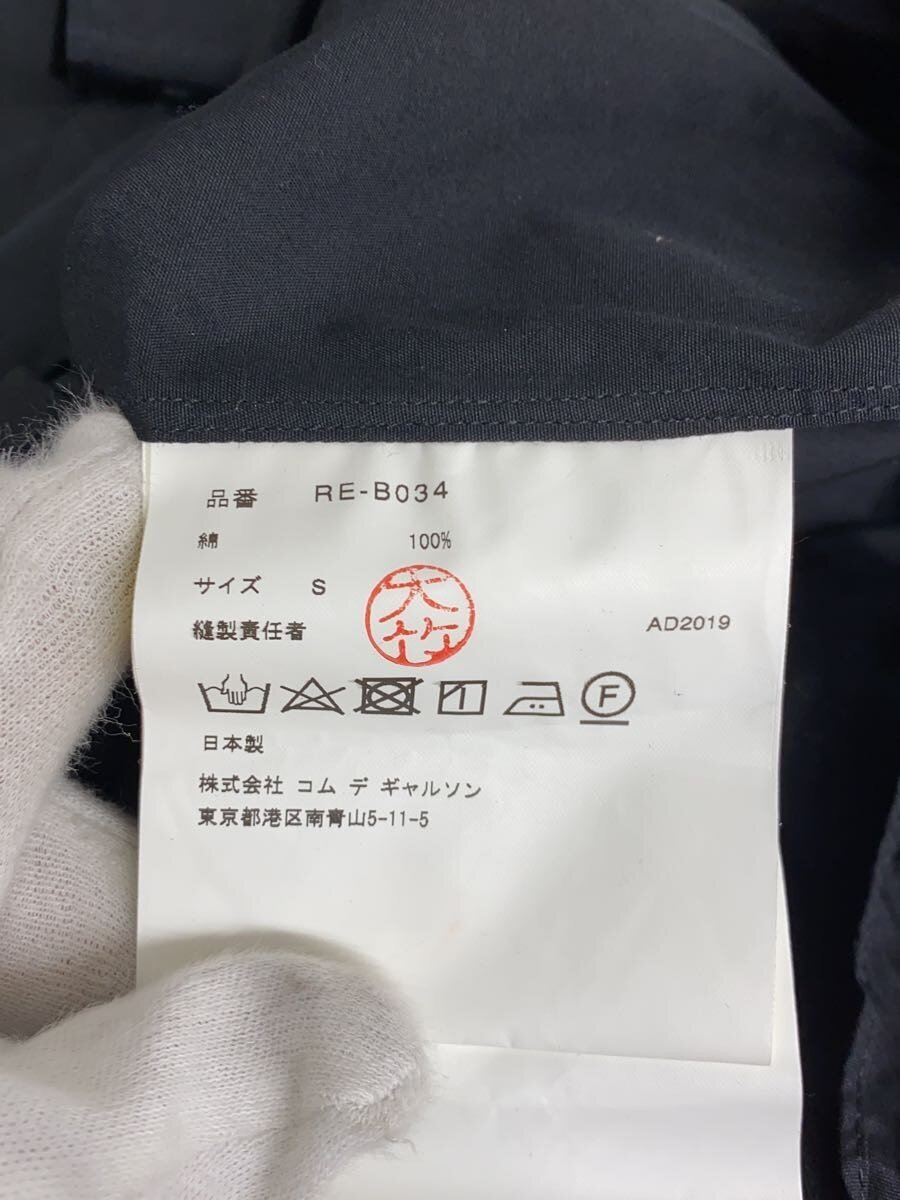 品番 RE-B034
綿 100%
サイズ S
大竹
縫製責任者 AD2019
F
日本製
株式会社 コム デ ギャルソン
東京都港区南青山5-11-5